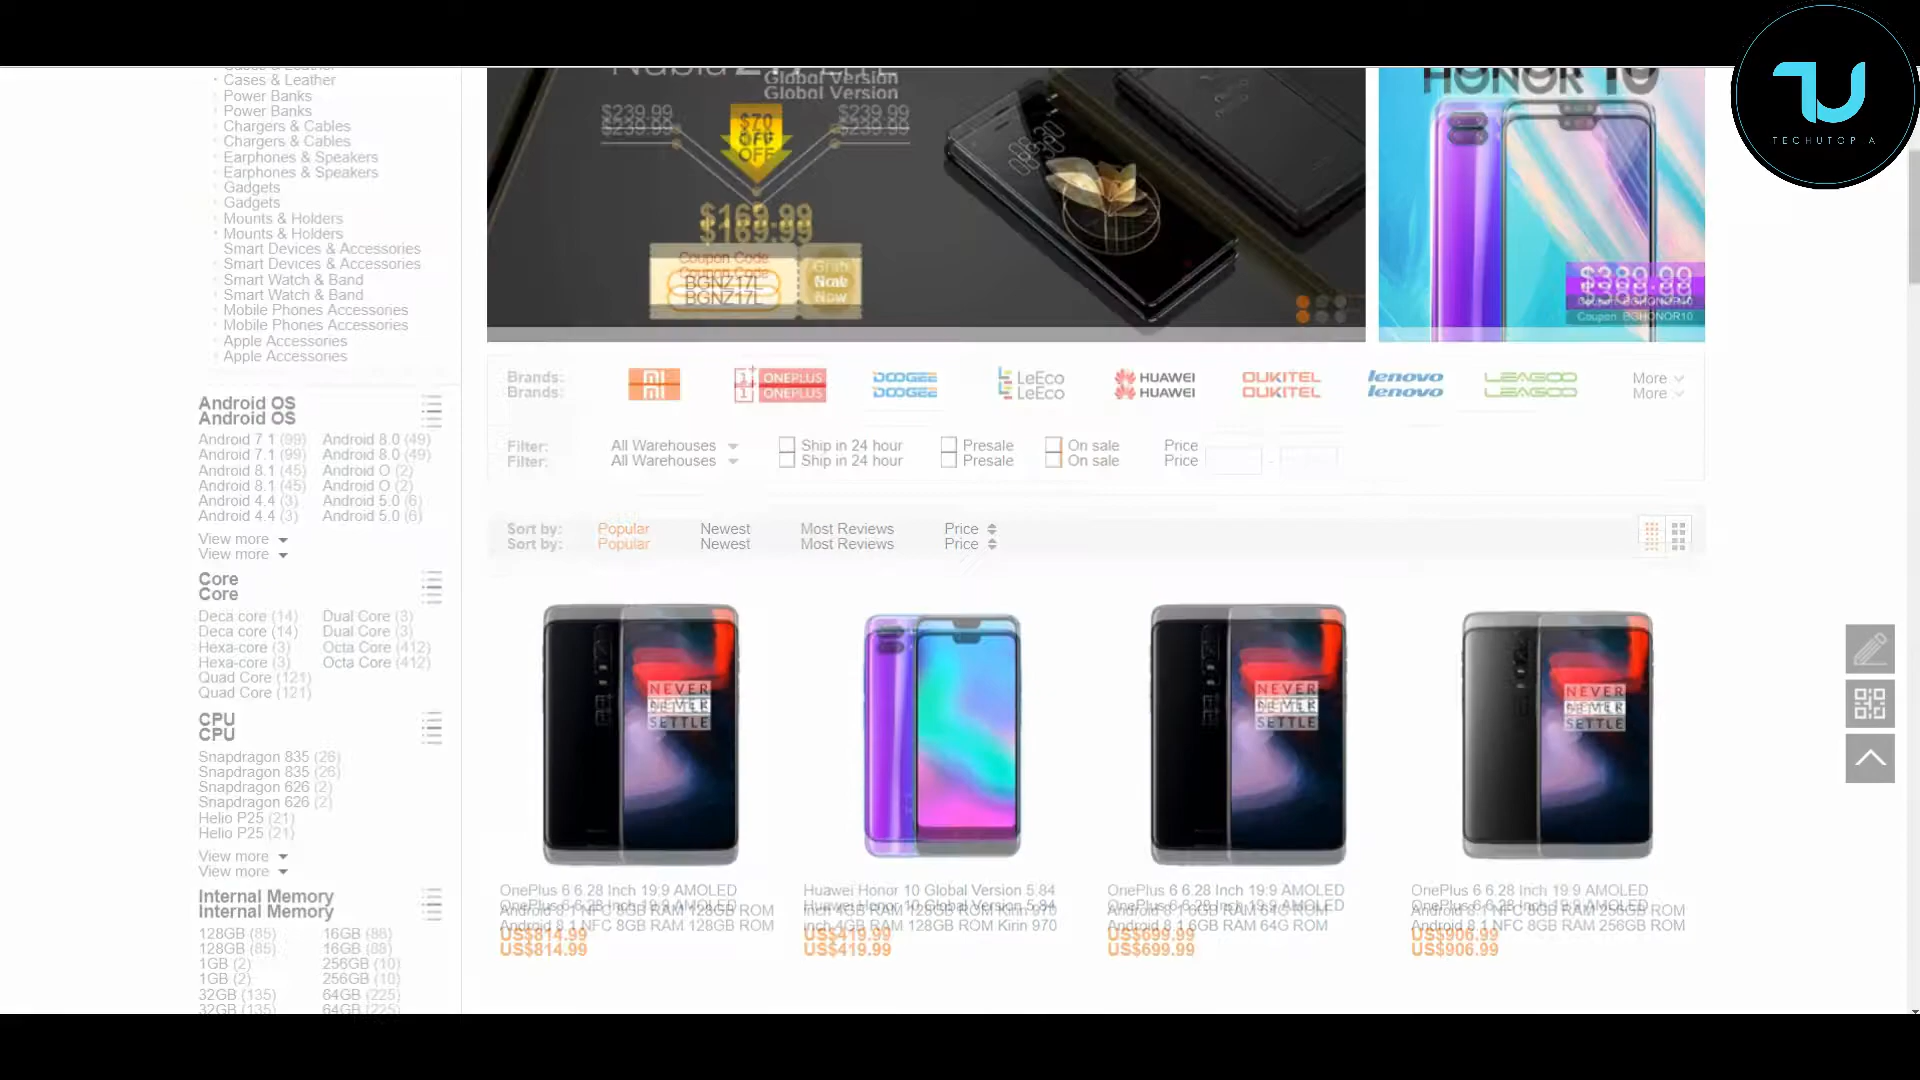 Cases & Leather
Power Banks
Chargers & Cables
Earphones & Speakers
Gadgets
Mounts & Holders
Smart Devices & Accessories
Smart Watch & Band
Mobile Phones Accessories
Apple Accessories
Android OS
Android 7.1 (99) Android 8.0 (49)
Android 8.1 (45) Android O (2)
Android 4.4 (3) Android 5.0 (6)
View more
Core
Deca core (14) Dual Core (3)
Hexa-core (3) Octa Core (412)
Quad Core (121)
View more
CPU
Snapdragon 835 (26)
Snapdragon 626 (2)
Helio P25 (21)
View more
Internal Memory
128GB (85) 16GB (88)
1GB (2) 256GB (10)
32GB (135) 64GB (225)
Global Version
$239.99 $239.99
$70
OFF
$169.99
Coupon Code
BGNZ17L
Grab
Now
HONOR 10
$389.99
Coupon: BGHONOR10
TECHUTOPIA
Brands: mi ONEPLUS DOOGEE LeEco HUAWEI OUKITEL lenovo LEAGOO More
Filter: All Warehouses Ship in 24 hour Presale On sale Price -
Sort by: Popular Newest Most Reviews Price
NEVER
SETTLE
NEVER
SETTLE
NEVER
SETTLE
OnePlus 6 6.28 Inch 19:9 AMOLED
Android 8.1 NFC 8GB RAM 128GB ROM
US$814.99
Huawei Honor 10 Global Version 5.84
inch 4GB RAM 128GB ROM Kirin 970
US$419.99
OnePlus 6 6.28 Inch 19:9 AMOLED
Android 8.1 6GB RAM 64G ROM
US$699.99
OnePlus 6 6.28 Inch 19:9 AMOLED
Android 8.1 NFC 8GB RAM 256GB ROM
US$906.99